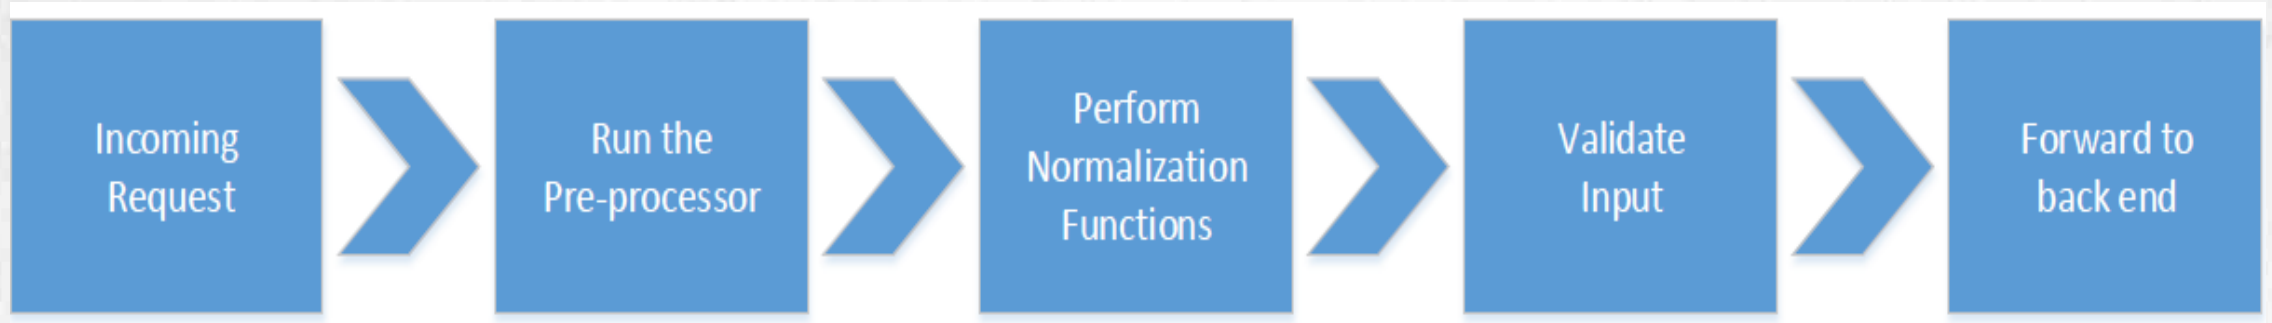 Incoming
Request
Run the
Pre-processor
Perform
Normalization
Functions
Validate
Input
Forward to
back end